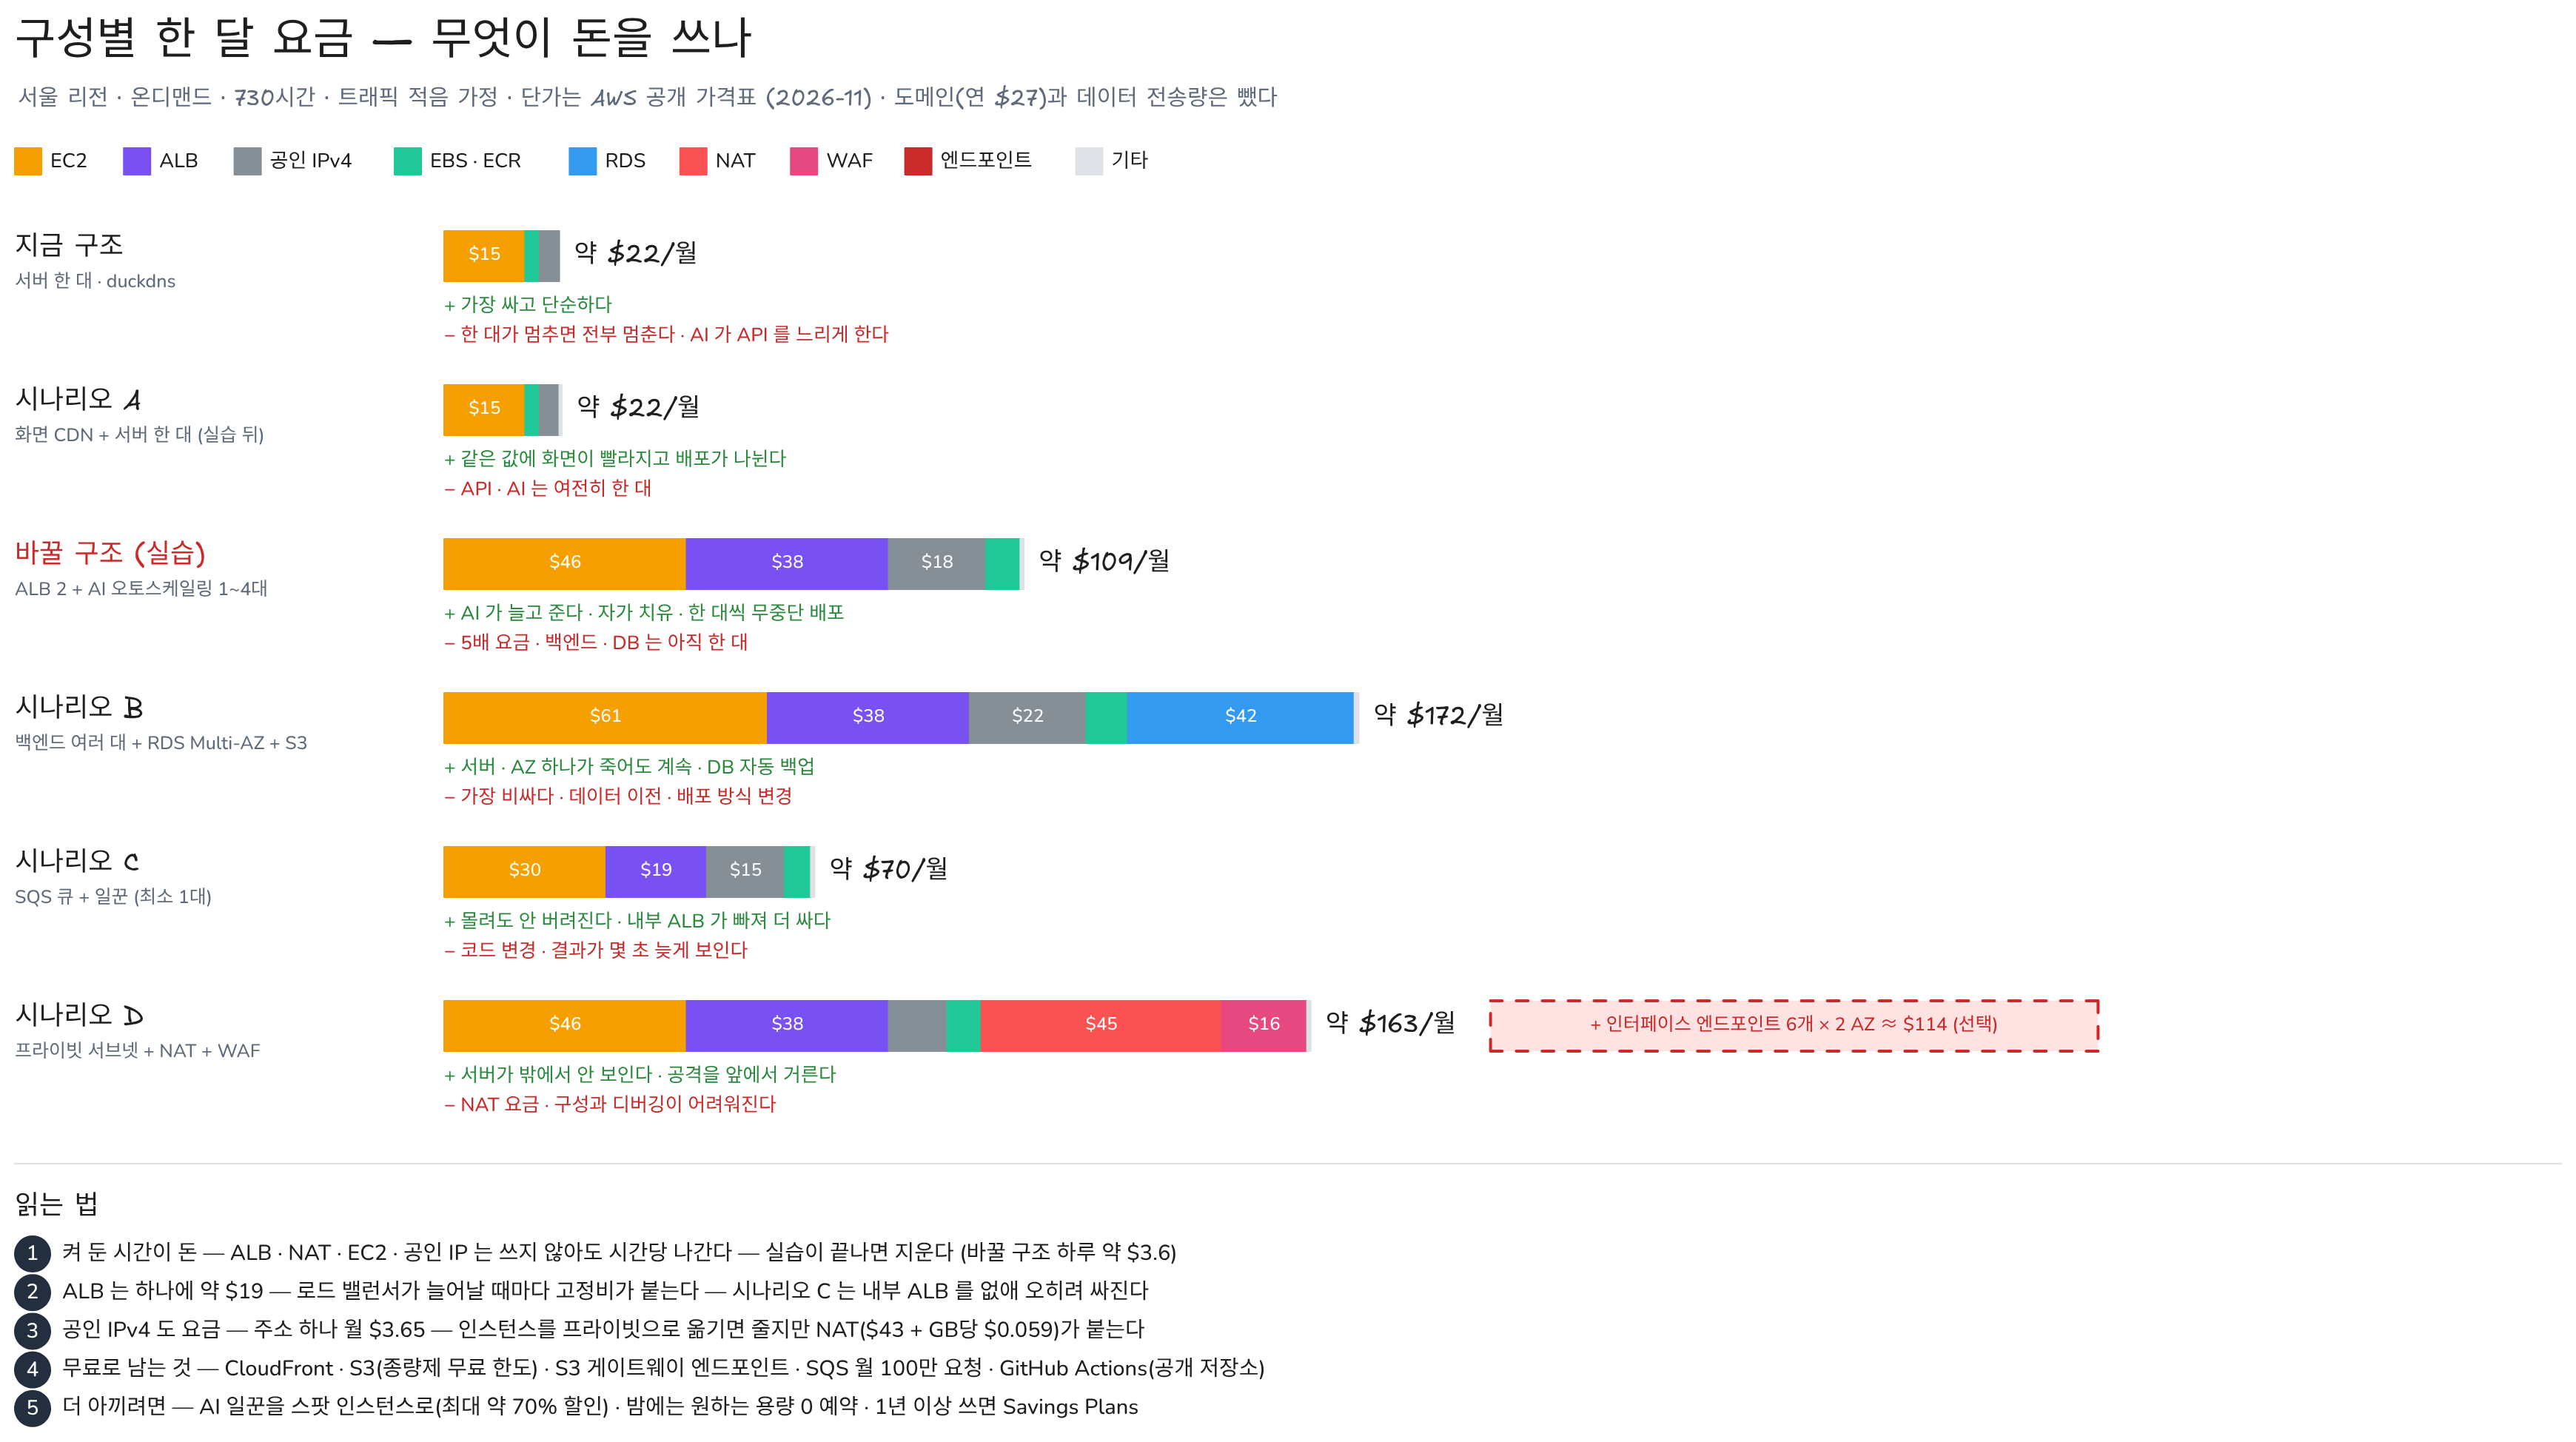 구성별 한 달 요금 — 무엇이 돈을 쓰나
서울 리전 · 온디맨드 · 730시간 · 트래픽 적음 가정 · 단가는 AWS 공개 가격표 (2026-11) · 도메인(연 $27)과 데이터 전송량은 뺐다
EC2 ALB 공인 IPv4 EBS · ECR RDS NAT WAF 엔드포인트 기타
지금 구조
서버 한 대 · duckdns
$15 약 $22/월
+ 가장 싸고 단순하다
– 한 대가 멈추면 전부 멈춘다 · AI 가 API 를 느리게 한다
시나리오 A
화면 CDN + 서버 한 대 (실습 뒤)
$15 약 $22/월
+ 같은 값에 화면이 빨라지고 배포가 나뉜다
– API · AI 는 여전히 한 대
바꿀 구조 (실습)
ALB 2 + AI 오토스케일링 1~4대
$46 $38 $18 약 $109/월
+ AI 가 늘고 준다 · 자가 치유 · 한 대씩 무중단 배포
– 5배 요금 · 백엔드 · DB 는 아직 한 대
시나리오 B
백엔드 여러 대 + RDS Multi-AZ + S3
$61 $38 $22 $42 약 $172/월
+ 서버 · AZ 하나가 죽어도 계속 · DB 자동 백업
– 가장 비싸다 · 데이터 이전 · 배포 방식 변경
시나리오 C
SQS 큐 + 일꾼 (최소 1대)
$30 $19 $15 약 $70/월
+ 몰려도 안 버려진다 · 내부 ALB 가 빠져 더 싸다
– 코드 변경 · 결과가 몇 초 늦게 보인다
시나리오 D
프라이빗 서브넷 + NAT + WAF
$46 $38 $45 $16 약 $163/월
+ 인터페이스 엔드포인트 6개 × 2 AZ ≈ $114 (선택)
+ 서버가 밖에서 안 보인다 · 공격을 앞에서 거른다
– NAT 요금 · 구성과 디버깅이 어려워진다
읽는 법
1 켜 둔 시간이 돈 — ALB · NAT · EC2 · 공인 IP 는 쓰지 않아도 시간당 나간다 — 실습이 끝나면 지운다 (바꿀 구조 하루 약 $3.6)
2 ALB 는 하나에 약 $19 — 로드 밸런서가 늘어날 때마다 고정비가 붙는다 — 시나리오 C 는 내부 ALB 를 없애 오히려 싸진다
3 공인 IPv4 도 요금 — 주소 하나 월 $3.65 — 인스턴스를 프라이빗으로 옮기면 줄지만 NAT($43 + GB당 $0.059)가 붙는다
4 무료로 남는 것 — CloudFront · S3(종량제 무료 한도) · S3 게이트웨이 엔드포인트 · SQS 월 100만 요청 · GitHub Actions(공개 저장소)
5 더 아끼려면 — AI 일꾼을 스팟 인스턴스로(최대 약 70% 할인) · 밤에는 원하는 용량 0 예약 · 1년 이상 쓰면 Savings Plans